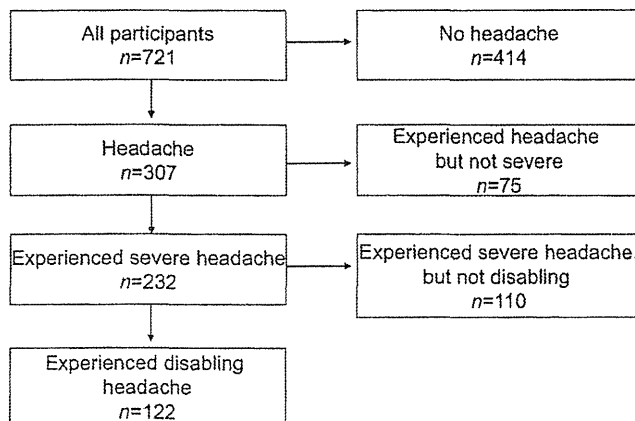 All participants
n=721
No headache
n=414
Headache
n=307
Experienced headache
but not severe
n=75
Experienced severe headache
n=232
Experienced severe headache,
but not disabling
n=110
Experienced disabling
headache
n=122